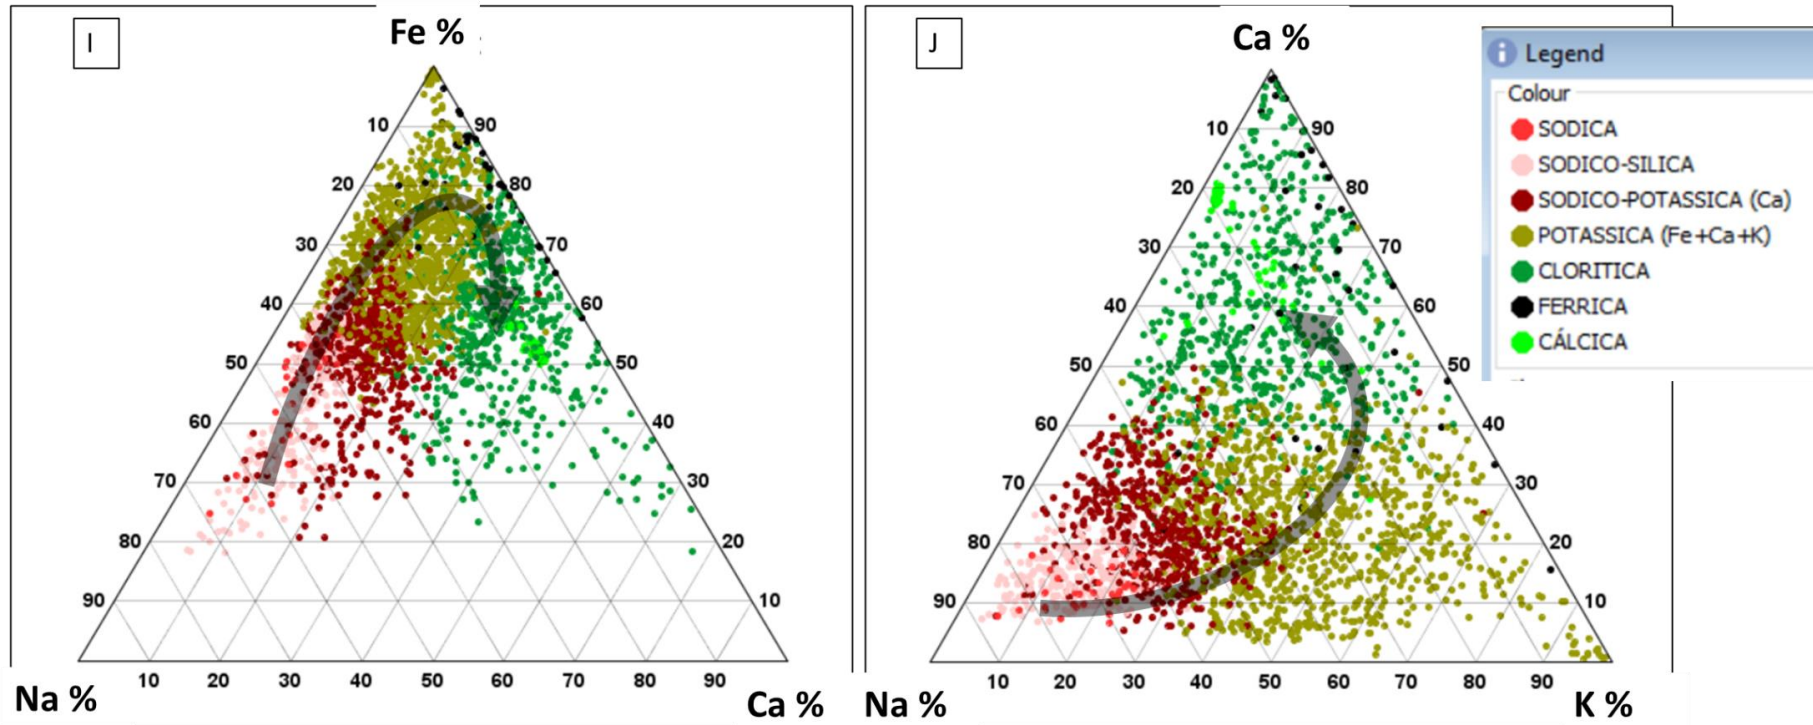 I
Fe %
10 90
20 80
30 70
40 60
50 50
60 40
70 30
80 20
90 10
10 20 30 40 50 60 70 80 90
Na %
Ca %
J
Ca %
10 90
20 80
30 70
40 60
50 50
60 40
70 30
80 20
90 10
10 20 30 40 50 60 70 80 90
Na %
K %
i Legend
Colour
SODICA
SODICO-SILICA
SODICO-POTASSICA (Ca)
POTASSICA (Fe+Ca+K)
CLORITICA
FERRICA
CÁLCICA